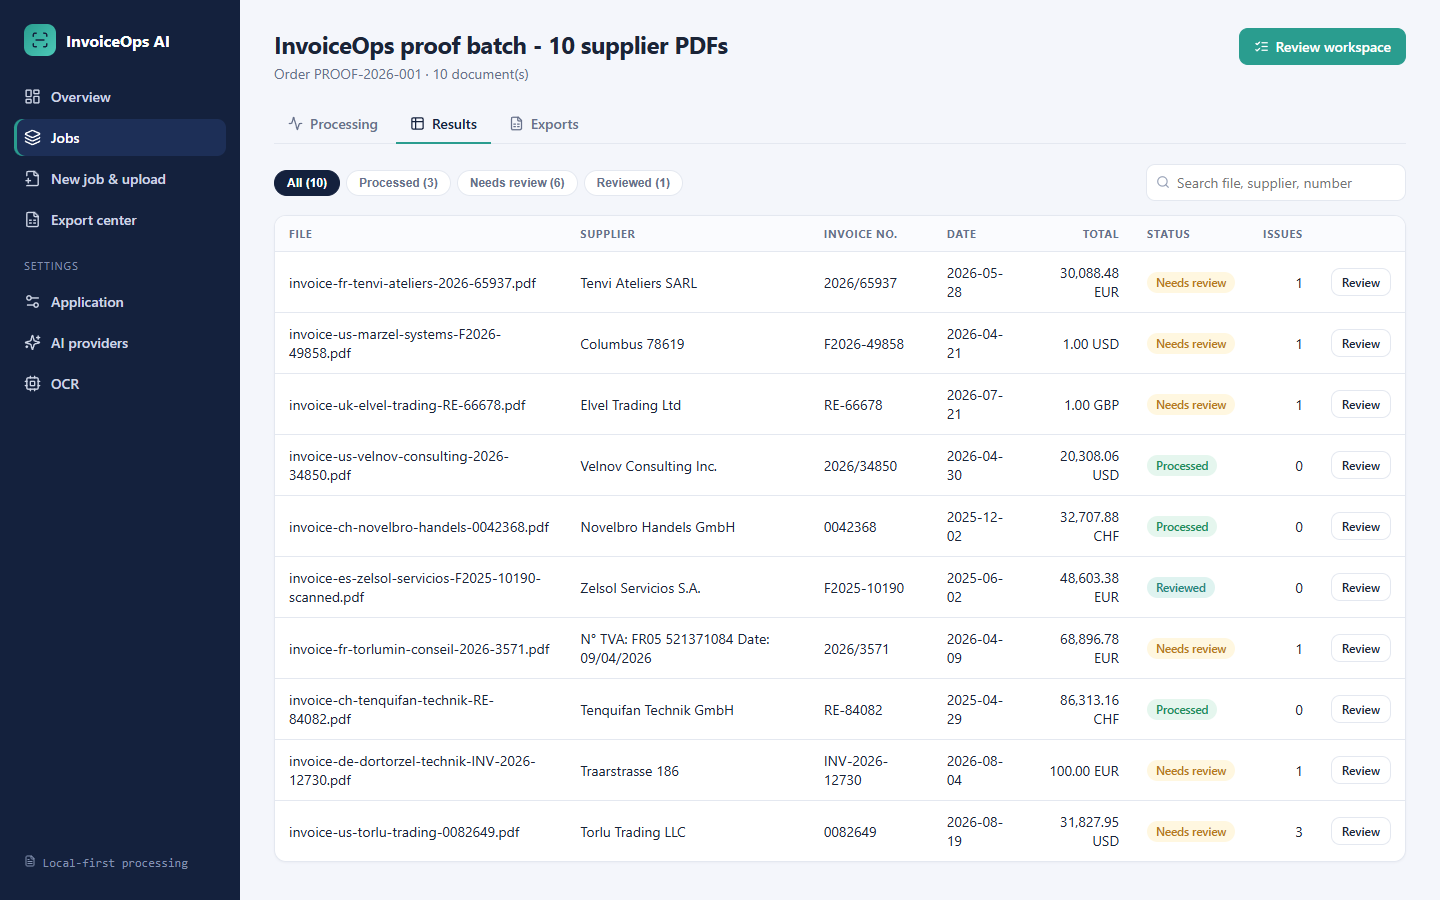 InvoiceOps AI
Overview
Jobs
New job & upload
Export center
SETTINGS
Application
AI providers
OCR
Local-first processing
InvoiceOps proof batch - 10 supplier PDFs
Order PROOF-2026-001 · 10 document(s)
Review workspace
Processing
Results
Exports
All (10)
Processed (3)
Needs review (6)
Reviewed (1)
Search file, supplier, number
FILE SUPPLIER INVOICE NO. DATE TOTAL STATUS ISSUES
invoice-fr-tenvi-ateliers-2026-65937.pdf
Tenvi Ateliers SARL
2026/65937
2026-05-
28
30,088.48
EUR
Needs review
1
Review
invoice-us-marzel-systems-F2026-
49858.pdf
Columbus 78619
F2026-49858
2026-04-
21
1.00 USD
Needs review
1
Review
invoice-uk-elvel-trading-RE-66678.pdf
Elvel Trading Ltd
RE-66678
2026-07-
21
1.00 GBP
Needs review
1
Review
invoice-us-velnov-consulting-2026-
34850.pdf
Velnov Consulting Inc.
2026/34850
2026-04-
30
20,308.06
USD
Processed
0
Review
invoice-ch-novelbro-handels-0042368.pdf
Novelbro Handels GmbH
0042368
2025-12-
02
32,707.88
CHF
Processed
0
Review
invoice-es-zelsol-servicios-F2025-10190-
scanned.pdf
Zelsol Servicios S.A.
F2025-10190
2025-06-
02
48,603.38
EUR
Reviewed
0
Review
invoice-fr-torlumin-conseil-2026-3571.pdf
N° TVA: FR05 521371084 Date:
09/04/2026
2026/3571
2026-04-
09
68,896.78
EUR
Needs review
1
Review
invoice-ch-tenquifan-technik-RE-
84082.pdf
Tenquifan Technik GmbH
RE-84082
2025-04-
29
86,313.16
CHF
Processed
0
Review
invoice-de-dortorzel-technik-INV-2026-
12730.pdf
Traarstrasse 186
INV-2026-
12730
2026-08-
04
100.00 EUR
Needs review
1
Review
invoice-us-torlu-trading-0082649.pdf
Torlu Trading LLC
0082649
2026-08-
19
31,827.95
USD
Needs review
3
Review